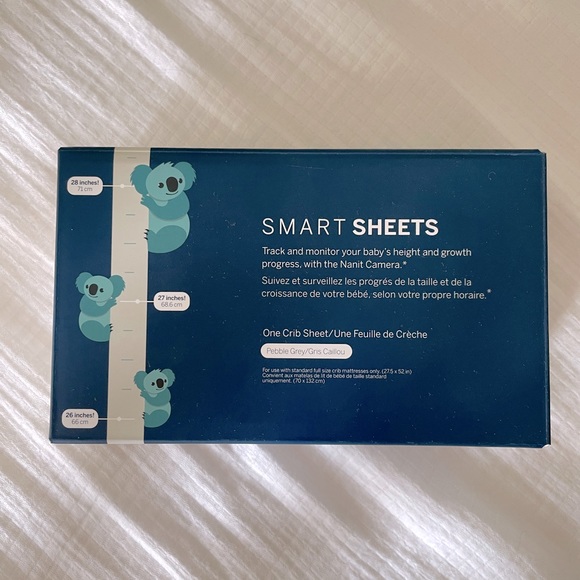 28 inches!
71 cm
27 inches!
68.6 cm
26 inches!
66 cm
SMART SHEETS
Track and monitor your baby's height and growth
progress, with the Nanit Camera.*
Suivez et surveillez les progrés de la taille et de la
croissance de votre bébé, selon votre propre horaire.*
One Crib Sheet/Une Feuille de Crèche
Pebble Grey/Gris Caillou
For use with standard full size crib mattresses only. (27.5 x 52 in)
Convient aux matelas de lit de bébé de taille standard
uniquement. (70 x 132 cm)